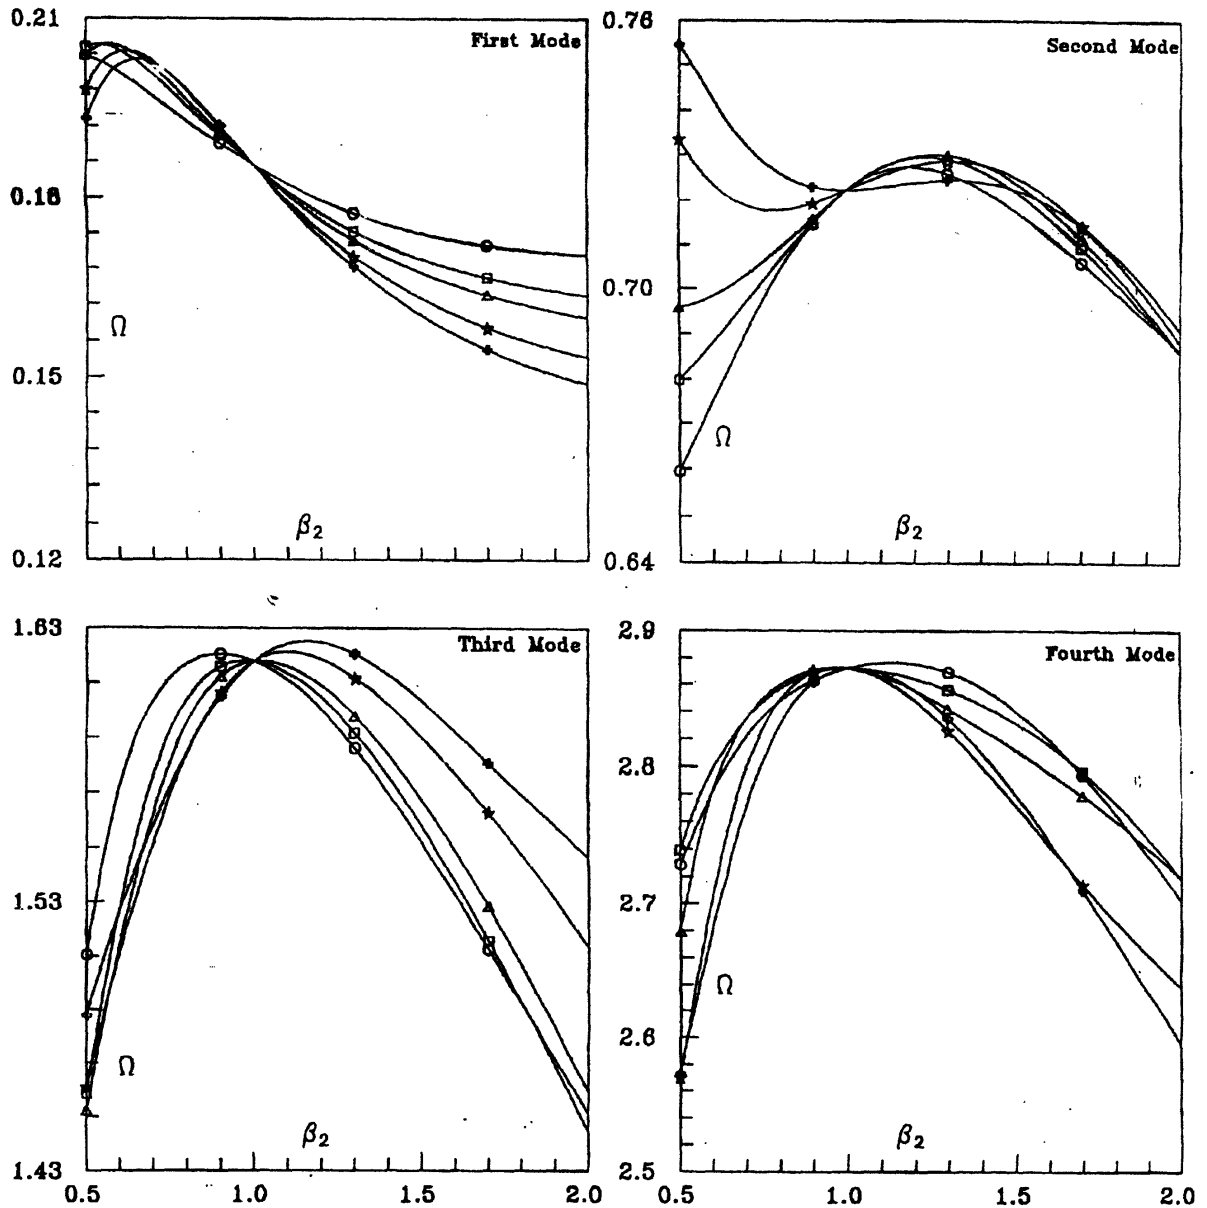 First Mode
0.21
0.18
0.15
0.12
Ω
β2
Second Mode
0.76
0.70
0.64
Ω
β2
Third Mode
1.63
1.53
1.43
Ω
β2
0.5 1.0 1.5 2.0
Fourth Mode
2.9
2.8
2.7
2.6
2.5
Ω
β2
0.5 1.0 1.5 2.0